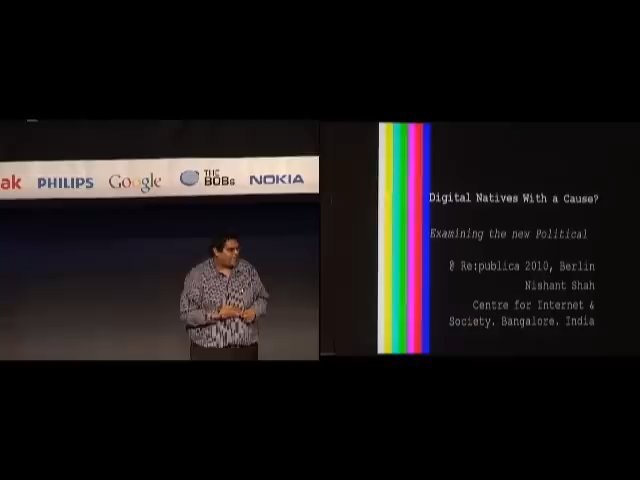 ak PHILIPS Google THE BOBs NOKIA
Digital Natives With a Cause?
Examining the new Political
@ Re:publica 2010, Berlin
Nishant Shah
Centre for Internet &
Society. Bangalore. India